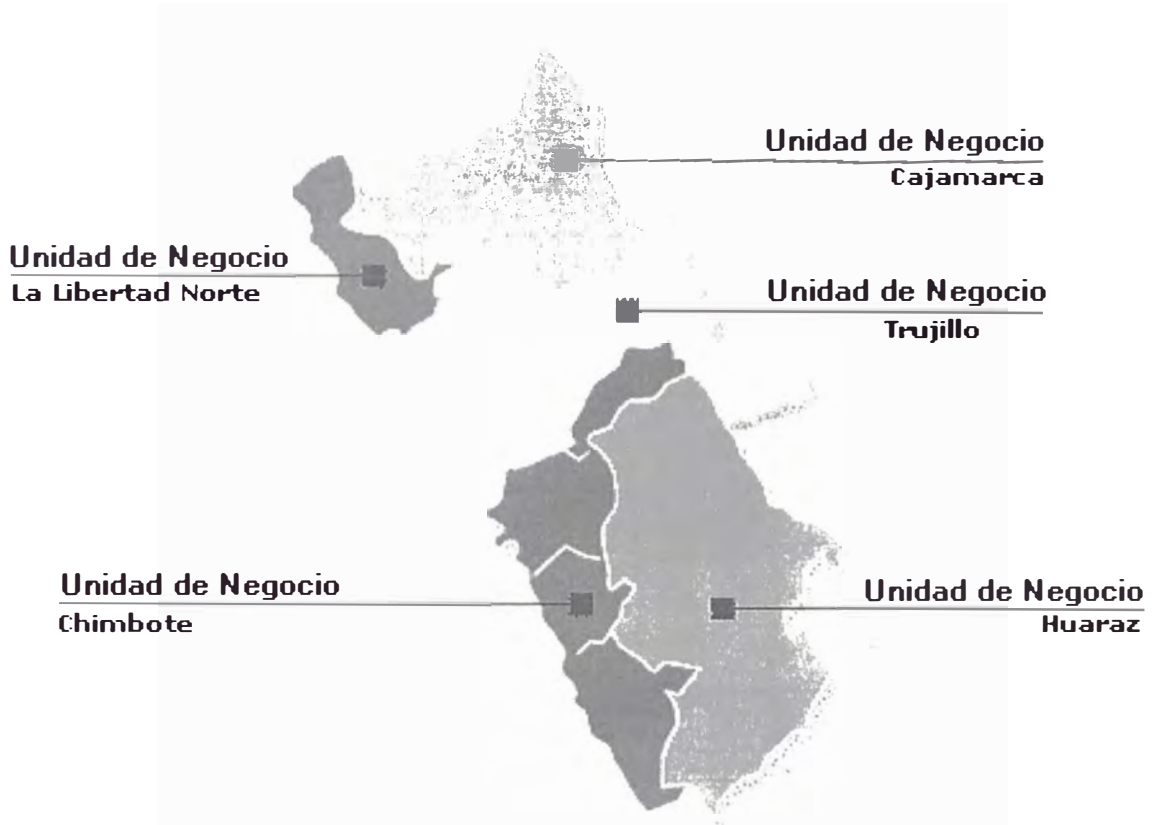 Unidad de Negocio
Cajamarca
Unidad de Negocio
La Libertad Norte
Unidad de Negocio
Trujillo
Unidad de Negocio
Chimbote
Unidad de Negocio
Huaraz